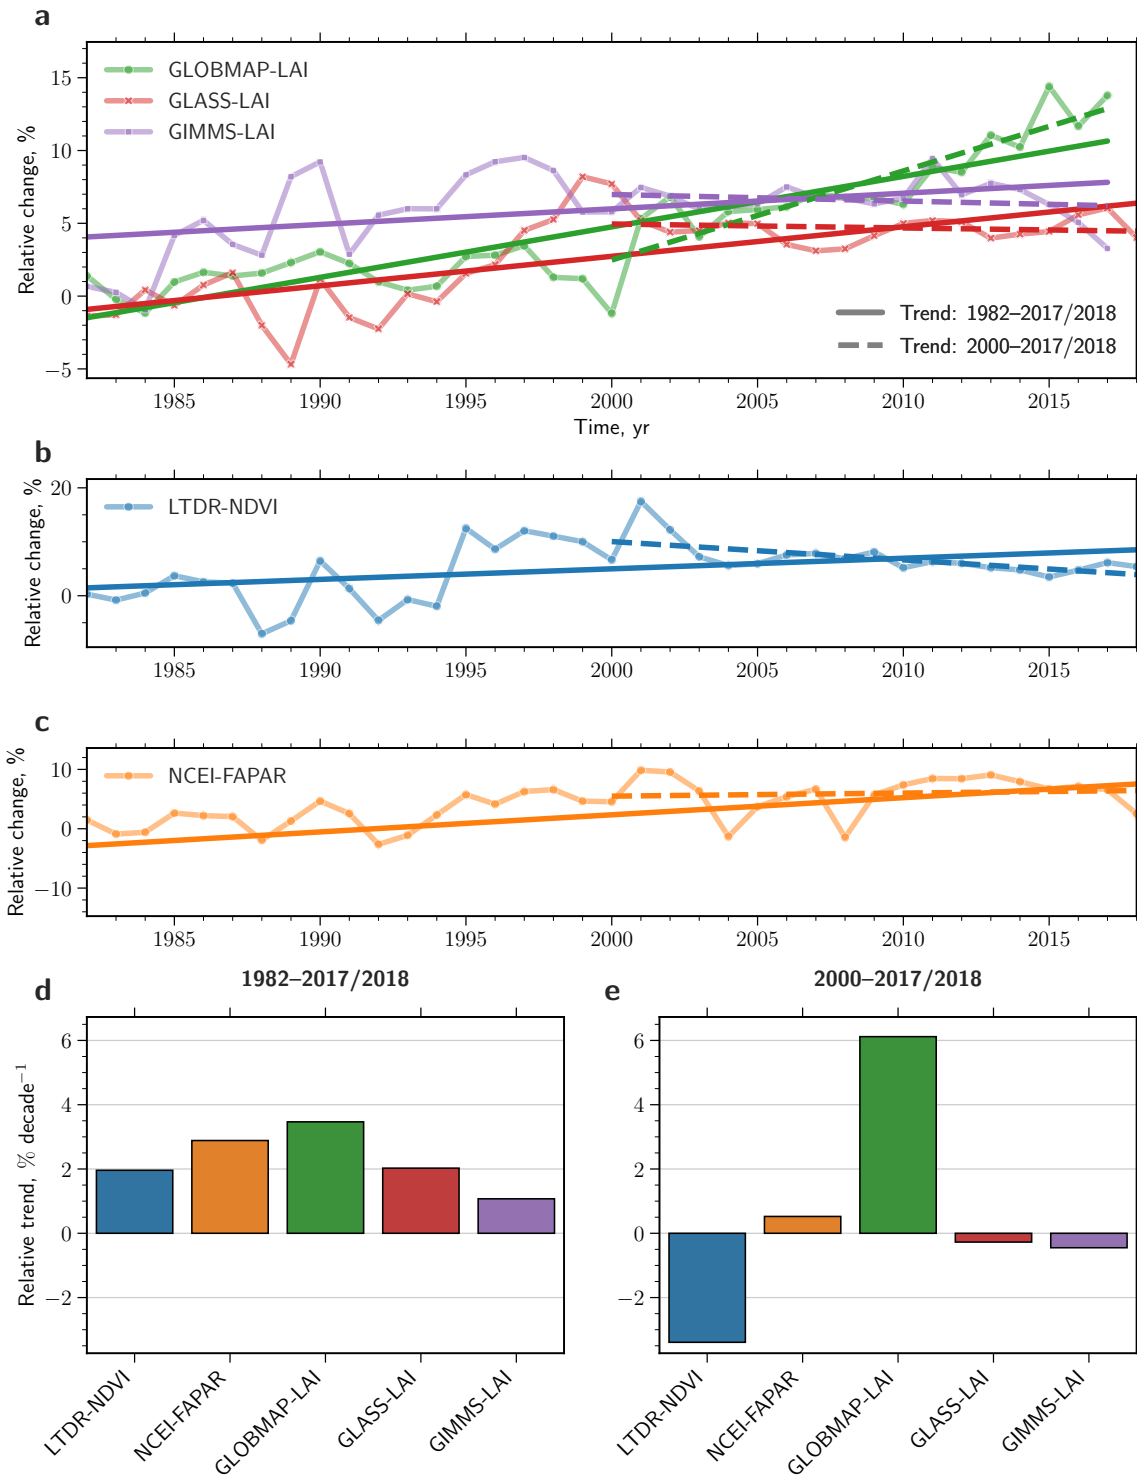 a
GLOBMAP-LAI
GLASS-LAI
GIMMS-LAI
Relative change, %
15
10
5
0
−5
Trend: 1982–2017/2018
Trend: 2000–2017/2018
1985 1990 1995 2000 2005 2010 2015
Time, yr
b
LTDR-NDVI
Relative change, %
20
0
1985 1990 1995 2000 2005 2010 2015
c
NCEI-FAPAR
Relative change, %
10
0
−10
1985 1990 1995 2000 2005 2010 2015
d
1982–2017/2018
Relative trend, % decade⁻¹
6
4
2
0
−2
LTDR-NDVI
NCEI-FAPAR
GLOBMAP-LAI
GLASS-LAI
GIMMS-LAI
e
2000–2017/2018
6
4
2
0
−2
LTDR-NDVI
NCEI-FAPAR
GLOBMAP-LAI
GLASS-LAI
GIMMS-LAI